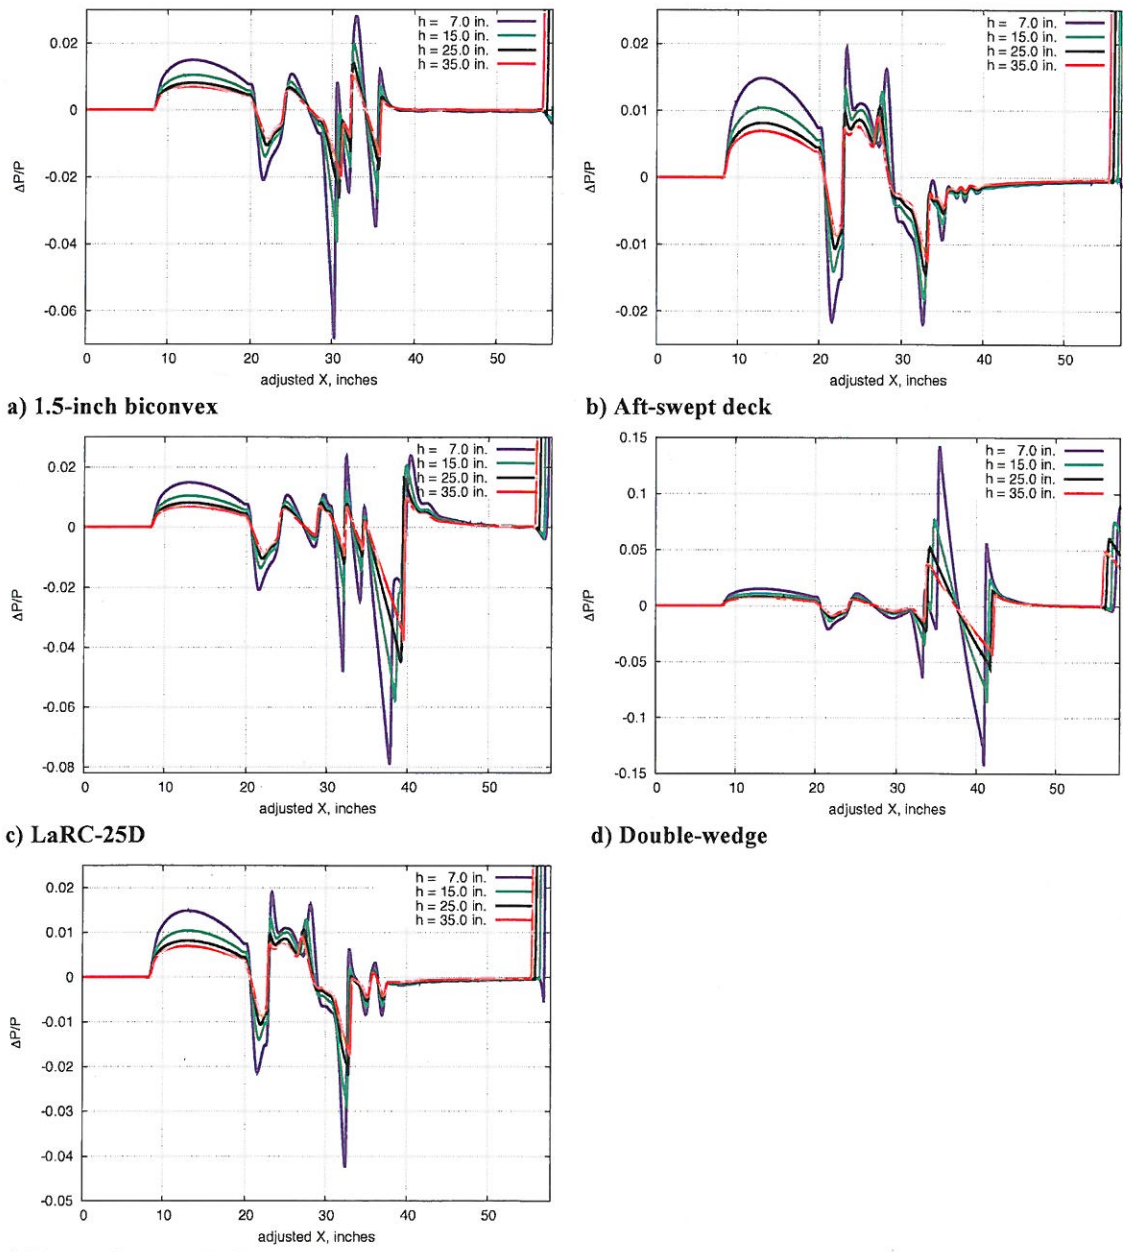 h = 7.0 in.
h = 15.0 in.
h = 25.0 in.
h = 35.0 in.
0.02
0
-0.02
-0.04
-0.06
ΔP/P
0 10 20 30 40 50
adjusted X, inches
a) 1.5-inch biconvex
h = 7.0 in.
h = 15.0 in.
h = 25.0 in.
h = 35.0 in.
0.02
0.01
0
-0.01
-0.02
ΔP/P
0 10 20 30 40 50
adjusted X, inches
b) Aft-swept deck
h = 7.0 in.
h = 15.0 in.
h = 25.0 in.
h = 35.0 in.
0.02
0
-0.02
-0.04
-0.06
-0.08
ΔP/P
0 10 20 30 40 50
adjusted X, inches
c) LaRC-25D
h = 7.0 in.
h = 15.0 in.
h = 25.0 in.
h = 35.0 in.
0.15
0.1
0.05
0
-0.05
-0.1
-0.15
ΔP/P
0 10 20 30 40 50
adjusted X, inches
d) Double-wedge
h = 7.0 in.
h = 15.0 in.
h = 25.0 in.
h = 35.0 in.
0.02
0.01
0
-0.01
-0.02
-0.03
-0.04
-0.05
ΔP/P
0 10 20 30 40 50
adjusted X, inches